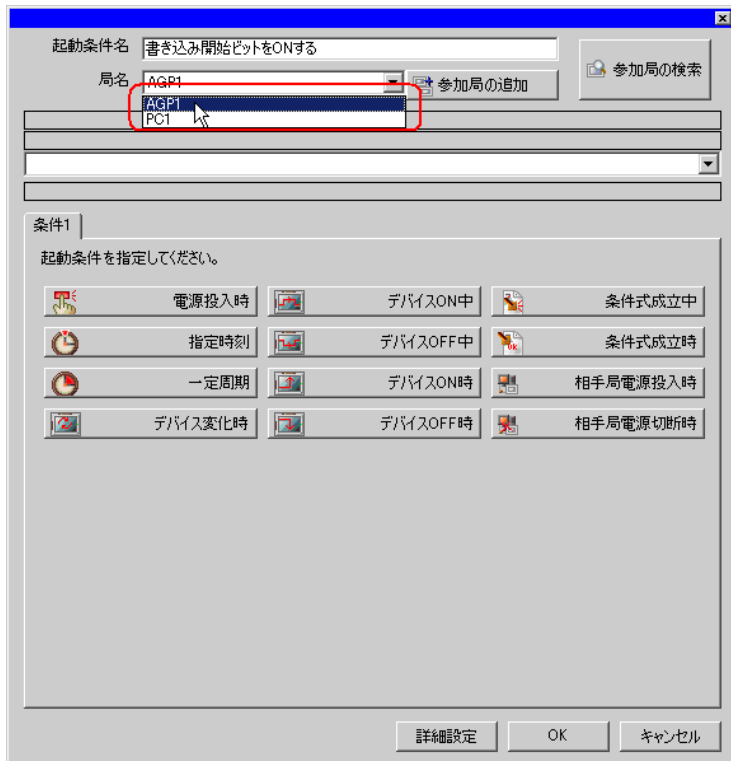 起動条件名 書き込み開始ビットをONする
参加局の検索
局名 AGP1 参加局の追加
AGP1
PC1
条件1
起動条件を指定してください。
電源投入時 デバイスON中 条件式成立中
指定時刻 デバイスOFF中 条件式成立時
一定周期 デバイスON時 相手局電源投入時
デバイス変化時 デバイスOFF時 相手局電源切断時
詳細設定 OK キャンセル